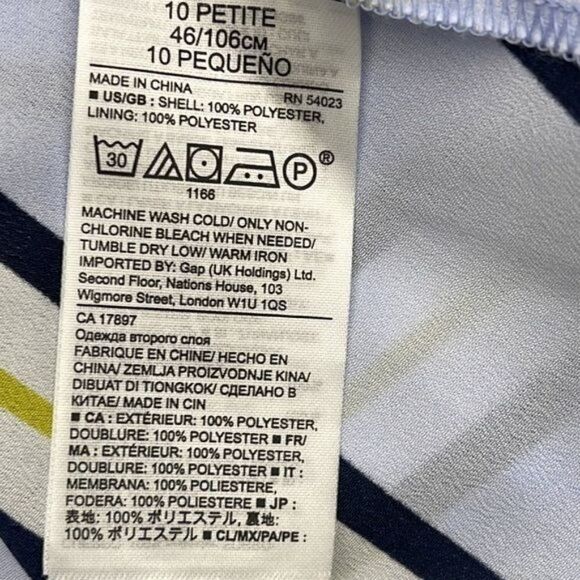 10 PETITE
46/106CM
10 PEQUEÑO
MADE IN CHINA RN 54023
■ US/GB : SHELL: 100% POLYESTER,
LINING: 100% POLYESTER
30 P ®
1166
MACHINE WASH COLD/ ONLY NON-
CHLORINE BLEACH WHEN NEEDED/
TUMBLE DRY LOW/ WARM IRON
IMPORTED BY: Gap (UK Holdings) Ltd.
Second Floor, Nations House, 103
Wigmore Street, London W1U 1QS
CA 17897
Одежда второго слоя
FABRIQUE EN CHINE/ HECHO EN
CHINA/ ZEMLJA PROIZVODNJE KINA/
DIBUAT DI TIONGKOK/ СДЕЛАНО В
КИТАЕ/ MADE IN CIN
■ CA : EXTÉRIEUR: 100% POLYESTER,
DOUBLURE: 100% POLYESTER ■ FR/
MA : EXTÉRIEUR: 100% POLYESTER,
DOUBLURE: 100% POLYESTER ■ IT :
MEMBRANA: 100% POLIESTERE,
FODERA: 100% POLIESTERE ■ JP :
表地: 100% ポリエステル, 裏地:
100% ポリエステル ■ CL/MX/PA/PE :